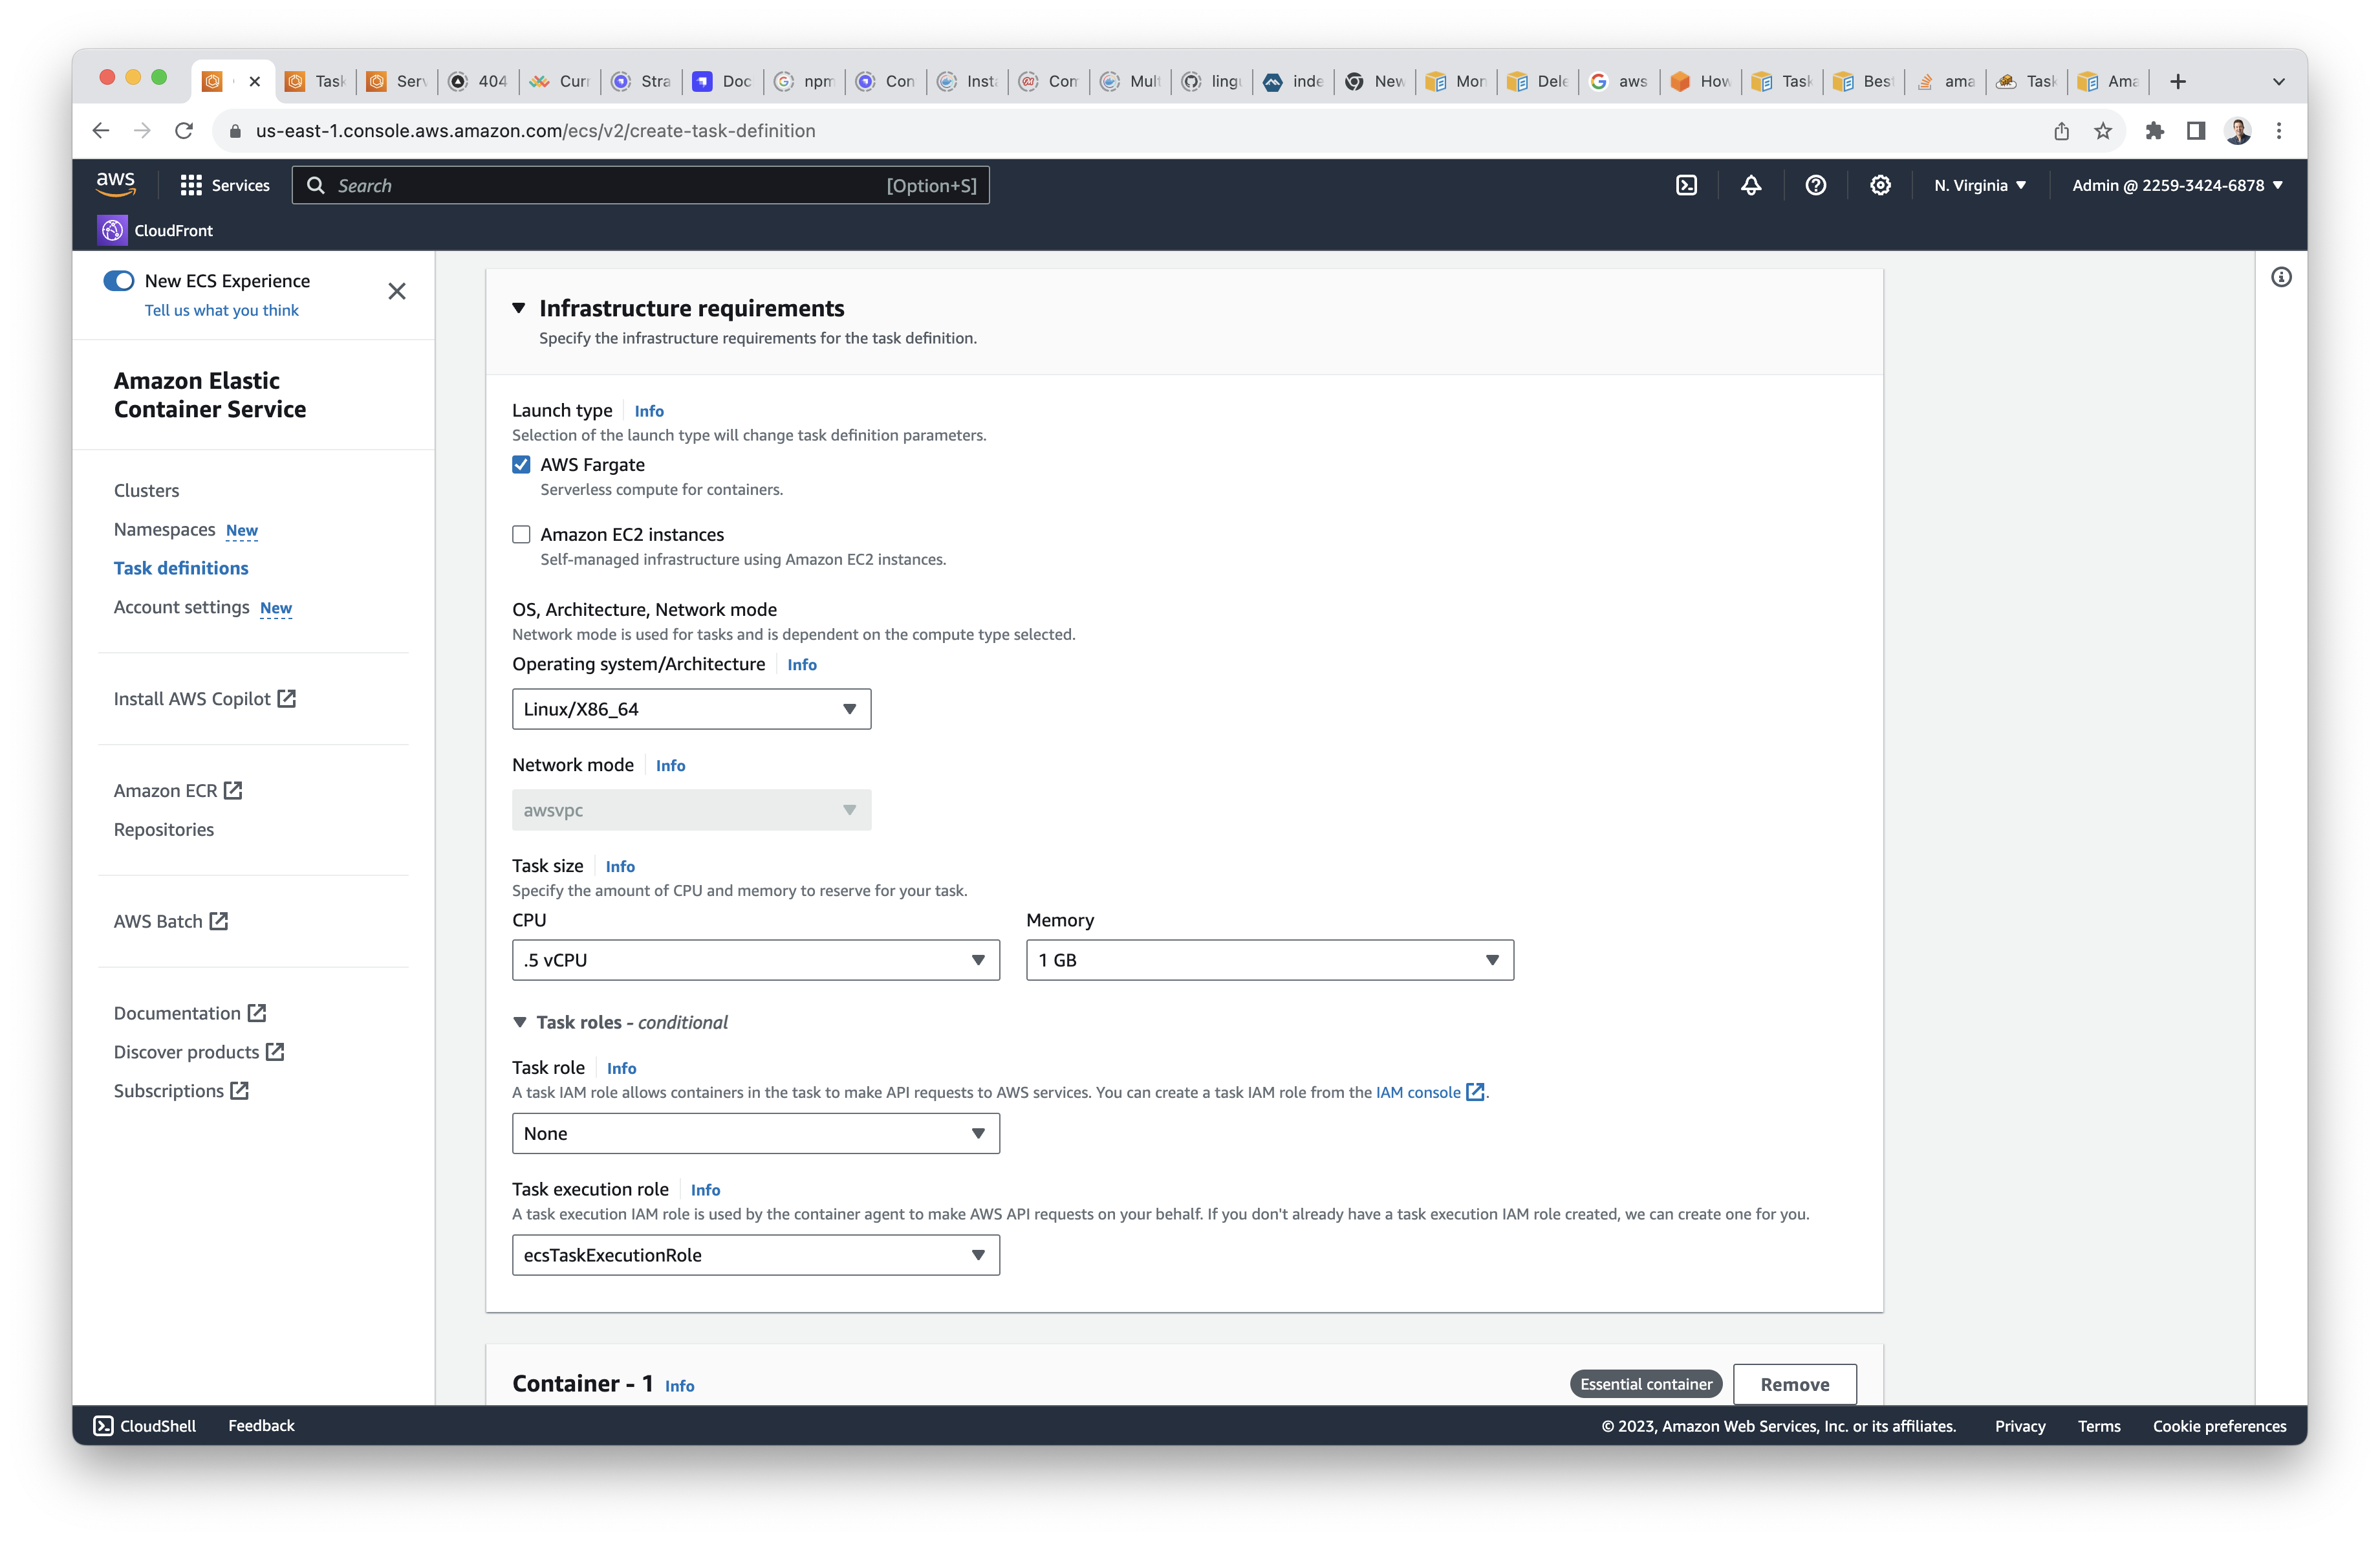 Task
Serv
404
Curr
Stra
Doc
npm
Con
Insta
Com
Mult
lingu
inde
New
Mon
Dele
aws
How
Task
Best
ama
Task
Ama
us-east-1.console.aws.amazon.com/ecs/v2/create-task-definition
aws
Services
Search
[Option+S]
N. Virginia
Admin @ 2259-3424-6878
CloudFront
New ECS Experience
Tell us what you think
Amazon Elastic
Container Service
Clusters
Namespaces New
Task definitions
Account settings New
Install AWS Copilot
Amazon ECR
Repositories
AWS Batch
Documentation
Discover products
Subscriptions
Infrastructure requirements
Specify the infrastructure requirements for the task definition.
Launch type Info
Selection of the launch type will change task definition parameters.
AWS Fargate
Serverless compute for containers.
Amazon EC2 instances
Self-managed infrastructure using Amazon EC2 instances.
OS, Architecture, Network mode
Network mode is used for tasks and is dependent on the compute type selected.
Operating system/Architecture Info
Linux/X86_64
Network mode Info
awsvpc
Task size Info
Specify the amount of CPU and memory to reserve for your task.
CPU Memory
.5 vCPU 1 GB
Task roles - conditional
Task role Info
A task IAM role allows containers in the task to make API requests to AWS services. You can create a task IAM role from the IAM console.
None
Task execution role Info
A task execution IAM role is used by the container agent to make AWS API requests on your behalf. If you don't already have a task execution IAM role created, we can create one for you.
ecsTaskExecutionRole
Container - 1 Info
Essential container
Remove
CloudShell
Feedback
© 2023, Amazon Web Services, Inc. or its affiliates.
Privacy
Terms
Cookie preferences